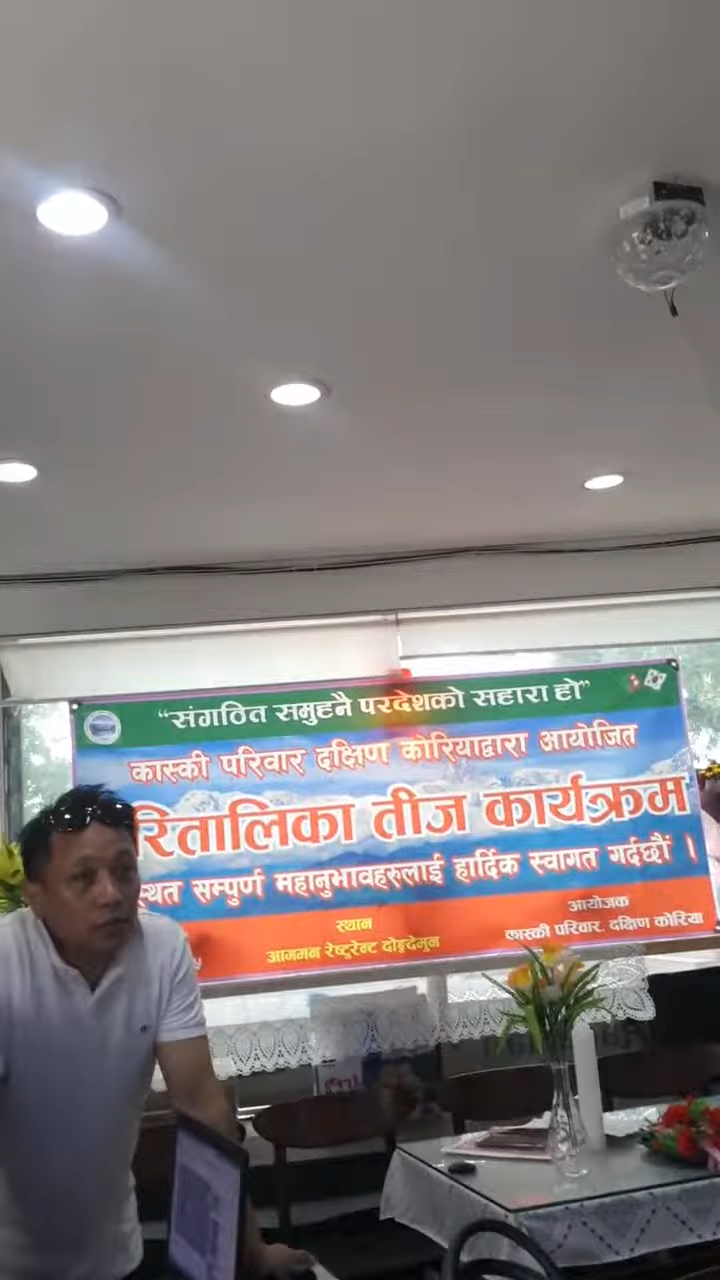 “संगठित समुहनै परदेशको सहारा हो”
कास्की परिवार दक्षिण कोरियाद्वारा आयोजित
रितालिका तीज कार्यक्रम
स्थित सम्पुर्ण महानुभावहरुलाई हार्दिक स्वागत गर्दछौं ।
स्थान
आगमन रेष्टुरेन्ट दोङ्देमुन
आयोजक
कास्की परिवार, दक्षिण कोरिया